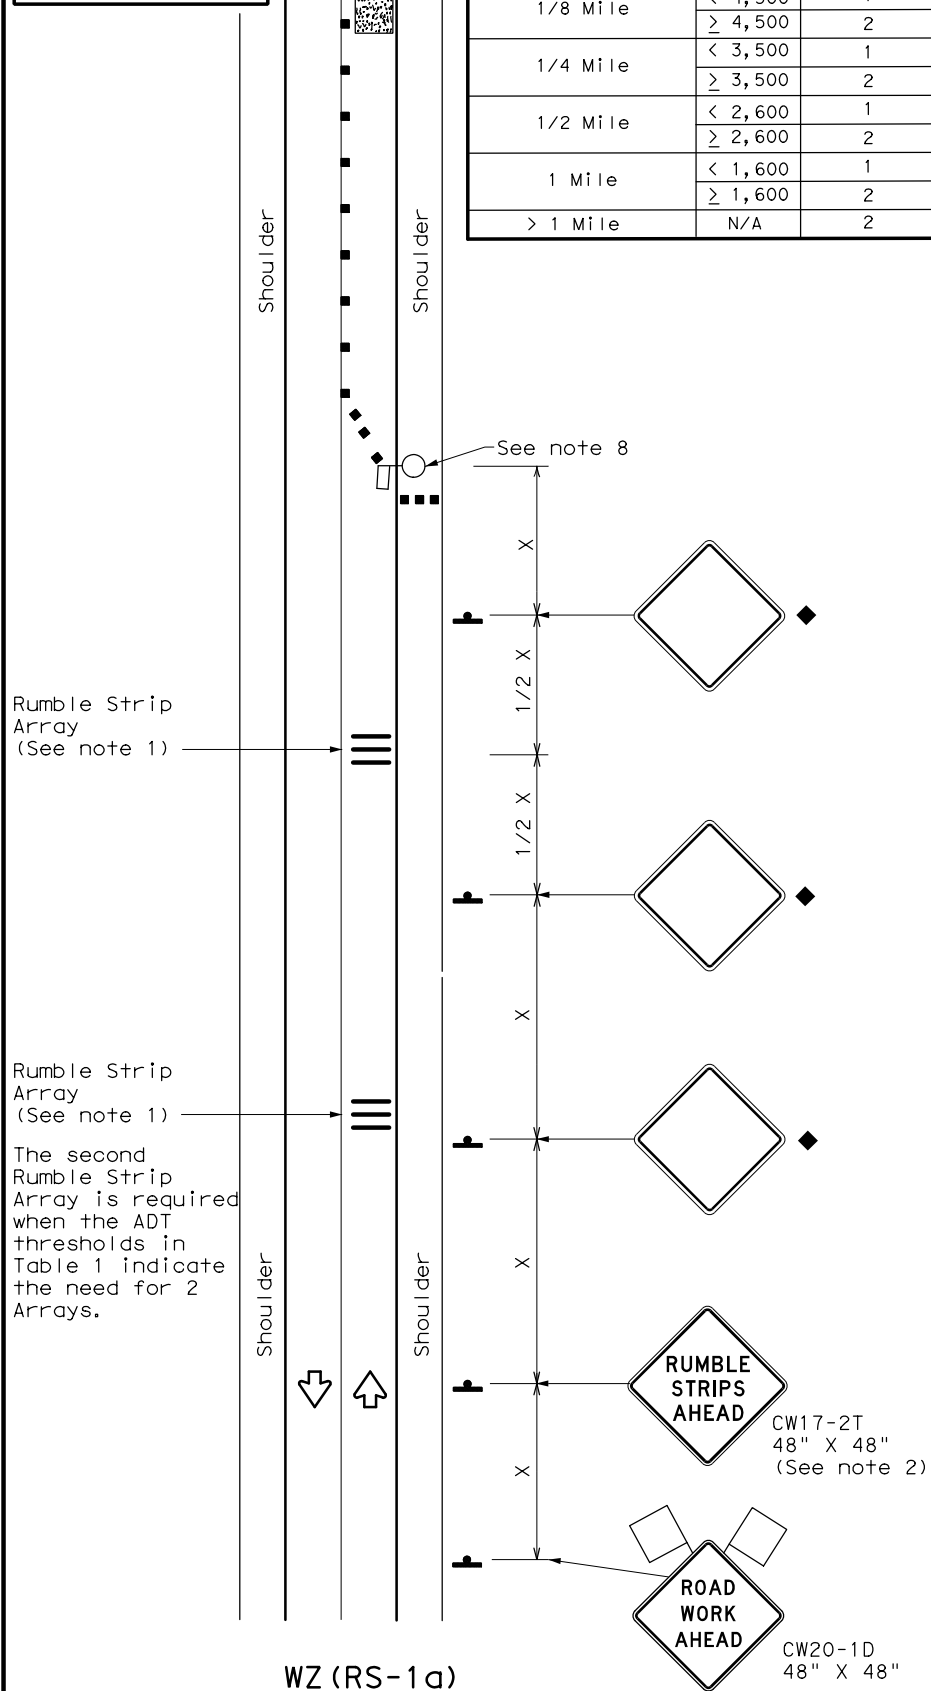 1/8 Mile
< 4,500
≥ 4,500 2
1/4 Mile
< 3,500 1
≥ 3,500 2
1/2 Mile
< 2,600 1
≥ 2,600 2
1 Mile
< 1,600 1
≥ 1,600 2
> 1 Mile N/A 2
Shoulder
Shoulder
See note 8
X
1/2 X
Rumble Strip
Array
(See note 1)
1/2 X
X
Rumble Strip
Array
(See note 1)
The second
Rumble Strip
Array is required
when the ADT
thresholds in
Table 1 indicate
the need for 2
Arrays.
Shoulder
Shoulder
X
RUMBLE
STRIPS
AHEAD
CW17-2T
48" X 48"
(See note 2)
X
ROAD
WORK
AHEAD
CW20-1D
48" X 48"
WZ(RS-1a)